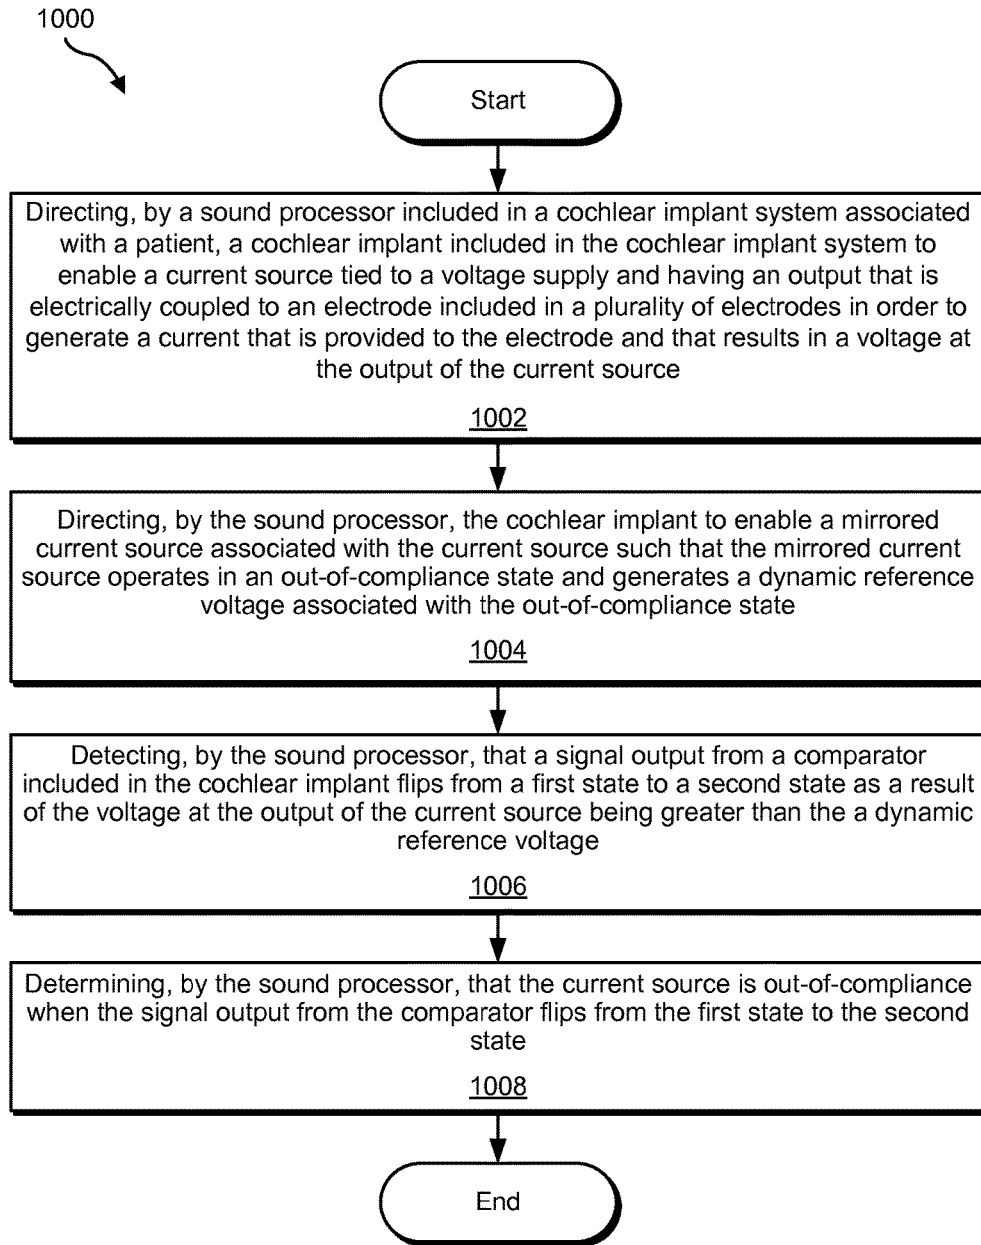 1000
Start
Directing, by a sound processor included in a cochlear implant system associated
with a patient, a cochlear implant included in the cochlear implant system to
enable a current source tied to a voltage supply and having an output that is
electrically coupled to an electrode included in a plurality of electrodes in order to
generate a current that is provided to the electrode and that results in a voltage at
the output of the current source
1002
Directing, by the sound processor, the cochlear implant to enable a mirrored
current source associated with the current source such that the mirrored current
source operates in an out-of-compliance state and generates a dynamic reference
voltage associated with the out-of-compliance state
1004
Detecting, by the sound processor, that a signal output from a comparator
included in the cochlear implant flips from a first state to a second state as a result
of the voltage at the output of the current source being greater than the a dynamic
reference voltage
1006
Determining, by the sound processor, that the current source is out-of-compliance
when the signal output from the comparator flips from the first state to the second
state
1008
End